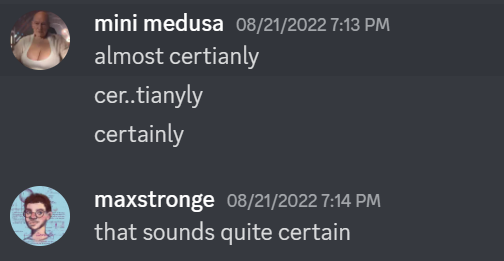 mini medusa 08/21/2022 7:13 PM
almost certianly
cer..tianyly
certainly
maxstronge 08/21/2022 7:14 PM
that sounds quite certain